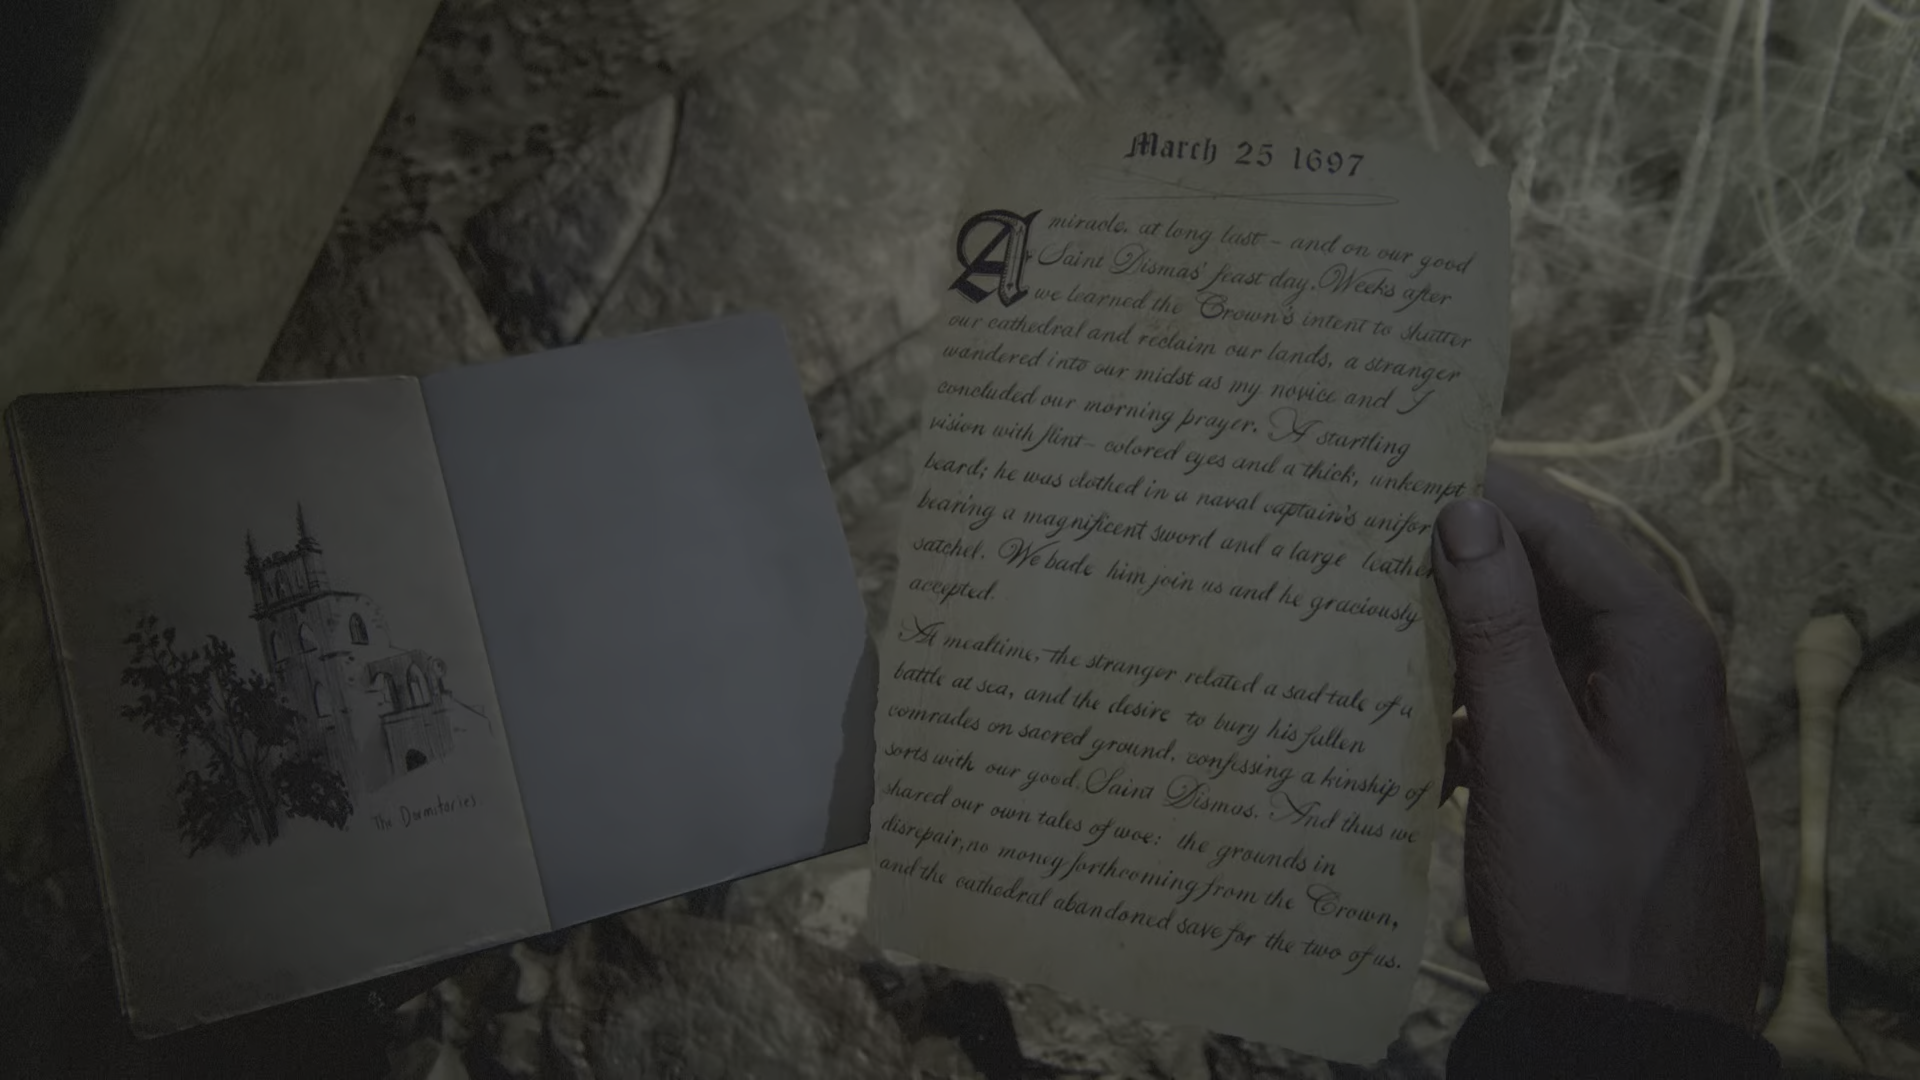 The Dormitories.
March 25 1697
A miracle, at long last – and on our good
Saint Dismas' feast day. Weeks after
we learned the Crown's intent to shutter
our cathedral and reclaim our lands, a stranger
wandered into our midst as my novice and I
concluded our morning prayer. A startling
vision with flint – colored eyes and a thick, unkempt
beard; he was clothed in a naval captain's unifor
bearing a magnificent sword and a large leather
satchel. We bade him join us and he graciously
accepted.
At mealtime, the stranger related a sad tale of a
battle at sea, and the desire to bury his fallen
comrades on sacred ground, confessing a kinship of
sorts with our good Saint Dismas. And thus we
shared our own tales of woe: the grounds in
disrepair, no money forthcoming from the Crown,
and the cathedral abandoned save for the two of us.